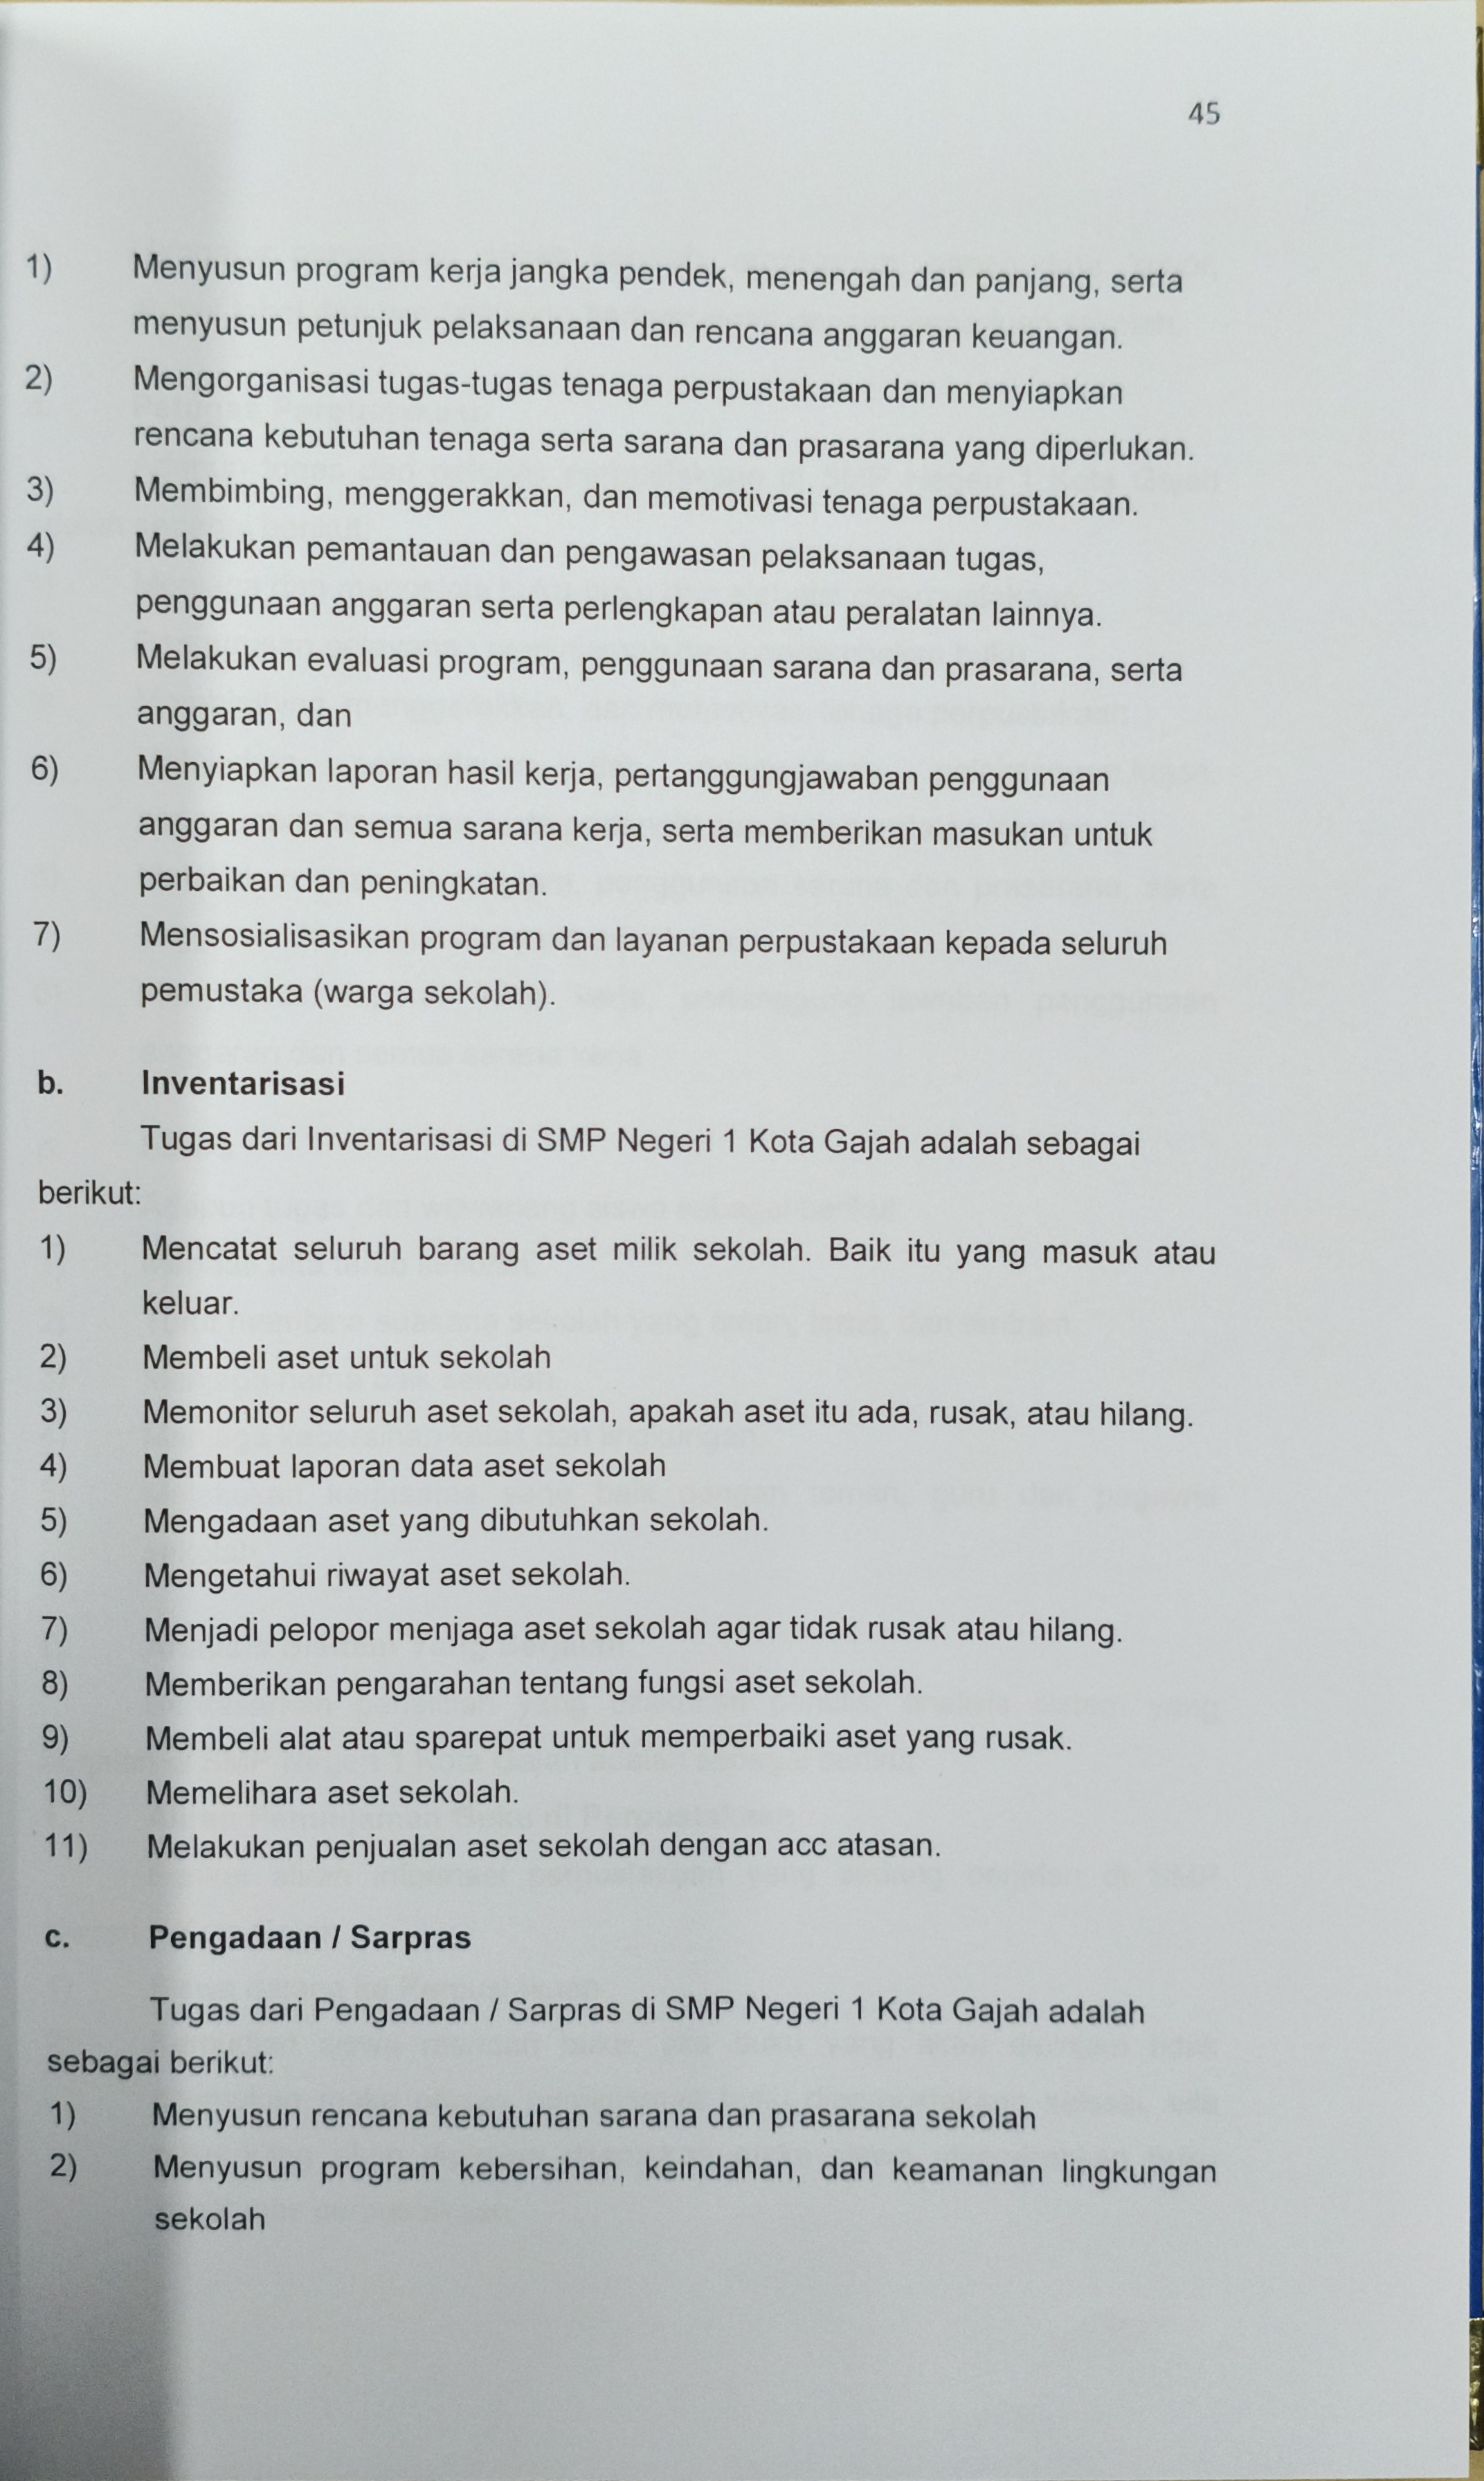 45
1) Menyusun program kerja jangka pendek, menengah dan panjang, serta
menyusun petunjuk pelaksanaan dan rencana anggaran keuangan.
2) Mengorganisasi tugas-tugas tenaga perpustakaan dan menyiapkan
rencana kebutuhan tenaga serta sarana dan prasarana yang diperlukan.
3) Membimbing, menggerakkan, dan memotivasi tenaga perpustakaan.
4) Melakukan pemantauan dan pengawasan pelaksanaan tugas,
penggunaan anggaran serta perlengkapan atau peralatan lainnya.
5) Melakukan evaluasi program, penggunaan sarana dan prasarana, serta
anggaran, dan
6) Menyiapkan laporan hasil kerja, pertanggungjawaban penggunaan
anggaran dan semua sarana kerja, serta memberikan masukan untuk
perbaikan dan peningkatan.
7) Mensosialisasikan program dan layanan perpustakaan kepada seluruh
pemustaka (warga sekolah).
b. Inventarisasi
Tugas dari Inventarisasi di SMP Negeri 1 Kota Gajah adalah sebagai
berikut:
1) Mencatat seluruh barang aset milik sekolah. Baik itu yang masuk atau
keluar.
2) Membeli aset untuk sekolah
3) Memonitor seluruh aset sekolah, apakah aset itu ada, rusak, atau hilang.
4) Membuat laporan data aset sekolah
5) Mengadaan aset yang dibutuhkan sekolah.
6) Mengetahui riwayat aset sekolah.
7) Menjadi pelopor menjaga aset sekolah agar tidak rusak atau hilang.
8) Memberikan pengarahan tentang fungsi aset sekolah.
9) Membeli alat atau sparepat untuk memperbaiki aset yang rusak.
10) Memelihara aset sekolah.
11) Melakukan penjualan aset sekolah dengan acc atasan.
c. Pengadaan / Sarpras
Tugas dari Pengadaan / Sarpras di SMP Negeri 1 Kota Gajah adalah
sebagai berikut:
1) Menyusun rencana kebutuhan sarana dan prasarana sekolah
2) Menyusun program kebersihan, keindahan, dan keamanan lingkungan
sekolah